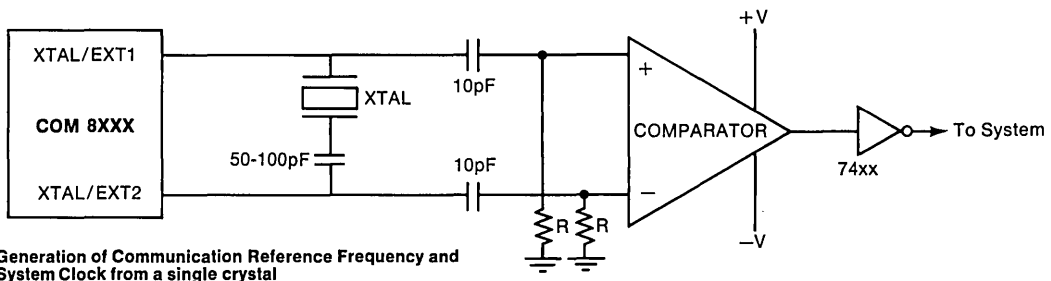 XTAL/EXT1
COM 8XXX
XTAL/EXT2
XTAL
50-100pF
10pF
10pF
R
R
+
−
COMPARATOR
+V
−V
74xx
To System
Generation of Communication Reference Frequency and
System Clock from a single crystal